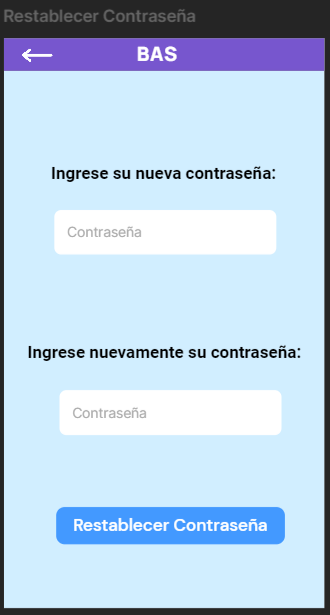 Restablecer Contraseña
BAS
Ingrese su nueva contraseña:
Contraseña
Ingrese nuevamente su contraseña:
Contraseña
Restablecer Contraseña